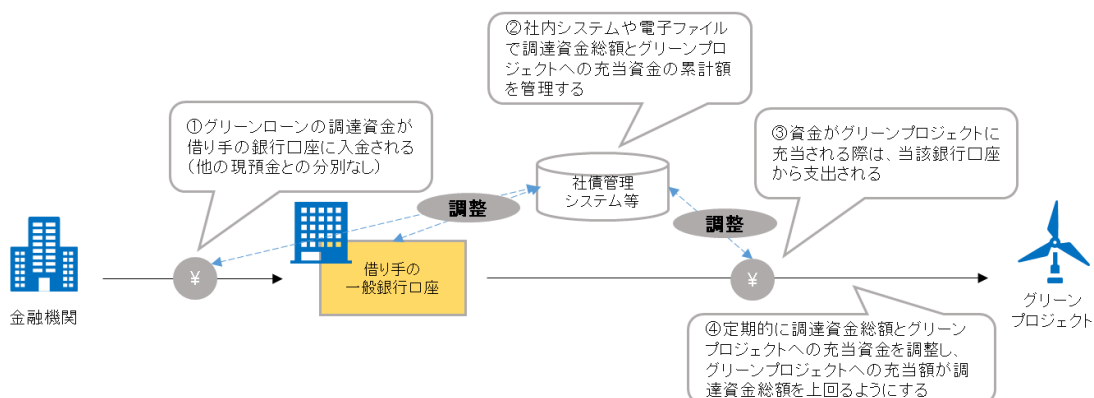 ②社内システムや電子ファイル
で調達資金総額とグリーンプロ
ジェクトへの充当資金の累計額
を管理する
①グリーンローンの調達資金が
借り手の銀行口座に入金される
（他の現預金との分別なし）
③資金がグリーンプロジェクトに
充当される際は、当該銀行口座
から支出される
社債管理
システム等
調整
調整
¥
借り手の
一般銀行口座
¥
金融機関
グリーン
プロジェクト
④定期的に調達資金総額とグリーン
プロジェクトへの充当資金を調整し、
グリーンプロジェクトへの充当額が調
達資金総額を上回るようにする